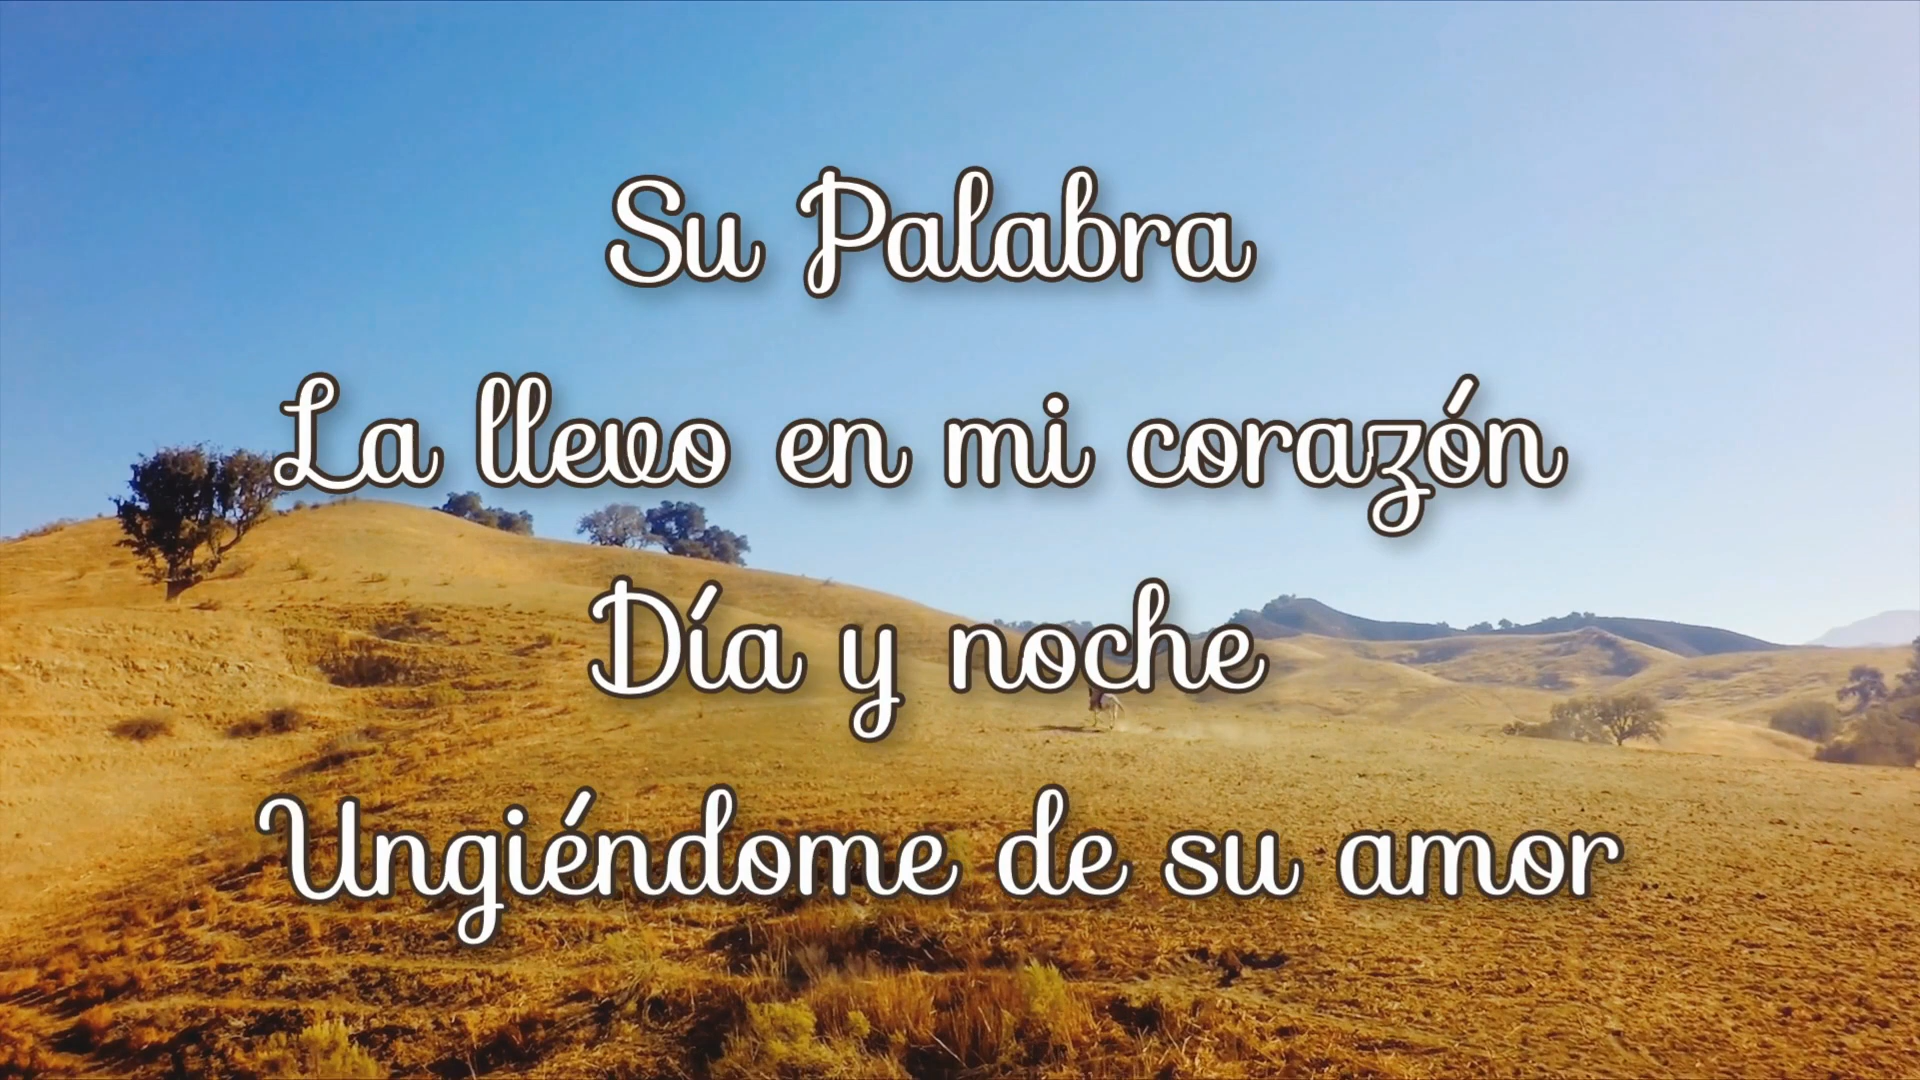 Su Palabra
La llevo en mi corazón
Día y noche
Ungiéndome de su amor